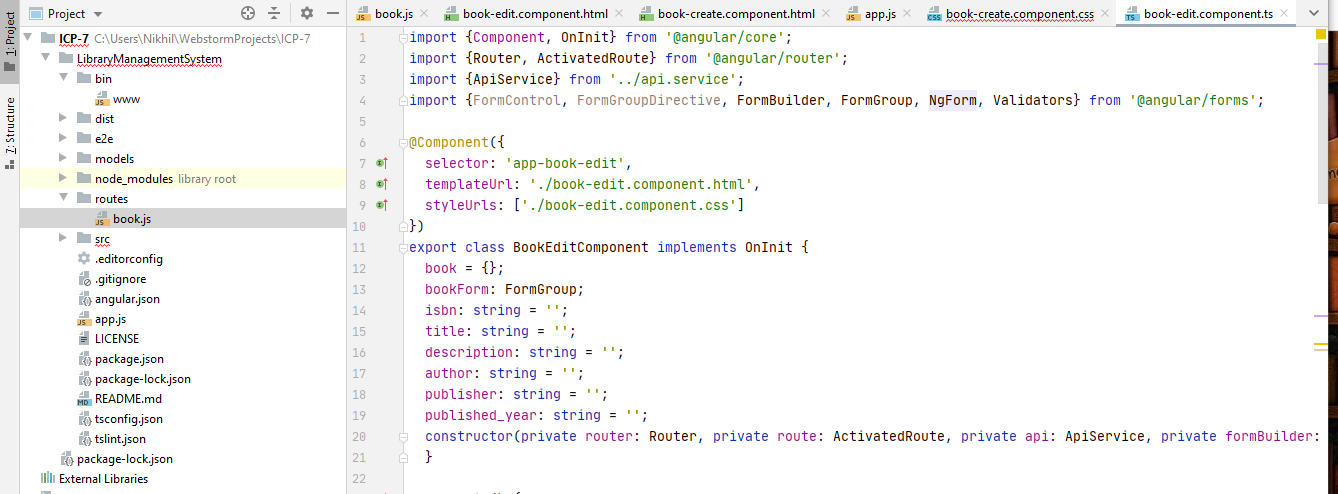 Project
book.js
book-edit.component.html
book-create.component.html
app.js
book-create.component.css
book-edit.component.ts
1: Project
7: Structure
ICP-7 C:\Users\Nikhil\WebstormProjects\ICP-7
LibraryManagementSystem
bin
www
dist
e2e
models
node_modules library root
routes
book.js
src
.editorconfig
.gitignore
angular.json
app.js
LICENSE
package.json
package-lock.json
README.md
tsconfig.json
tslint.json
package-lock.json
External Libraries
1 import {Component, OnInit} from '@angular/core';
2 import {Router, ActivatedRoute} from '@angular/router';
3 import {ApiService} from '../api.service';
4 import {FormControl, FormGroupDirective, FormBuilder, FormGroup, NgForm, Validators} from '@angular/forms';
5
6 @Component({
7 selector: 'app-book-edit',
8 templateUrl: './book-edit.component.html',
9 styleUrls: ['./book-edit.component.css']
10 })
11 export class BookEditComponent implements OnInit {
12 book = {};
13 bookForm: FormGroup;
14 isbn: string = '';
15 title: string = '';
16 description: string = '';
17 author: string = '';
18 publisher: string = '';
19 published_year: string = '';
20 constructor(private router: Router, private route: ActivatedRoute, private api: ApiService, private formBuilder:
21 }
22